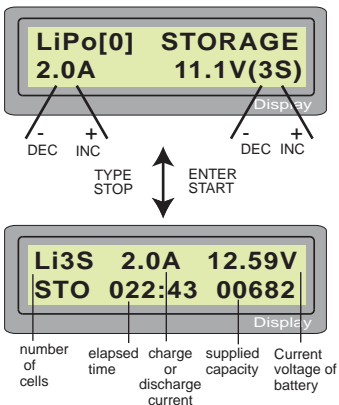 LiPo[0] STORAGE
2.0A 11.1V(3S)
Display
- + - +
DEC INC DEC INC
TYPE ENTER
STOP START
Li3S 2.0A 12.59V
STO 022:43 00682
Display
number elapsed charge supplied Current
of time or capacity voltage of
cells discharge battery
current